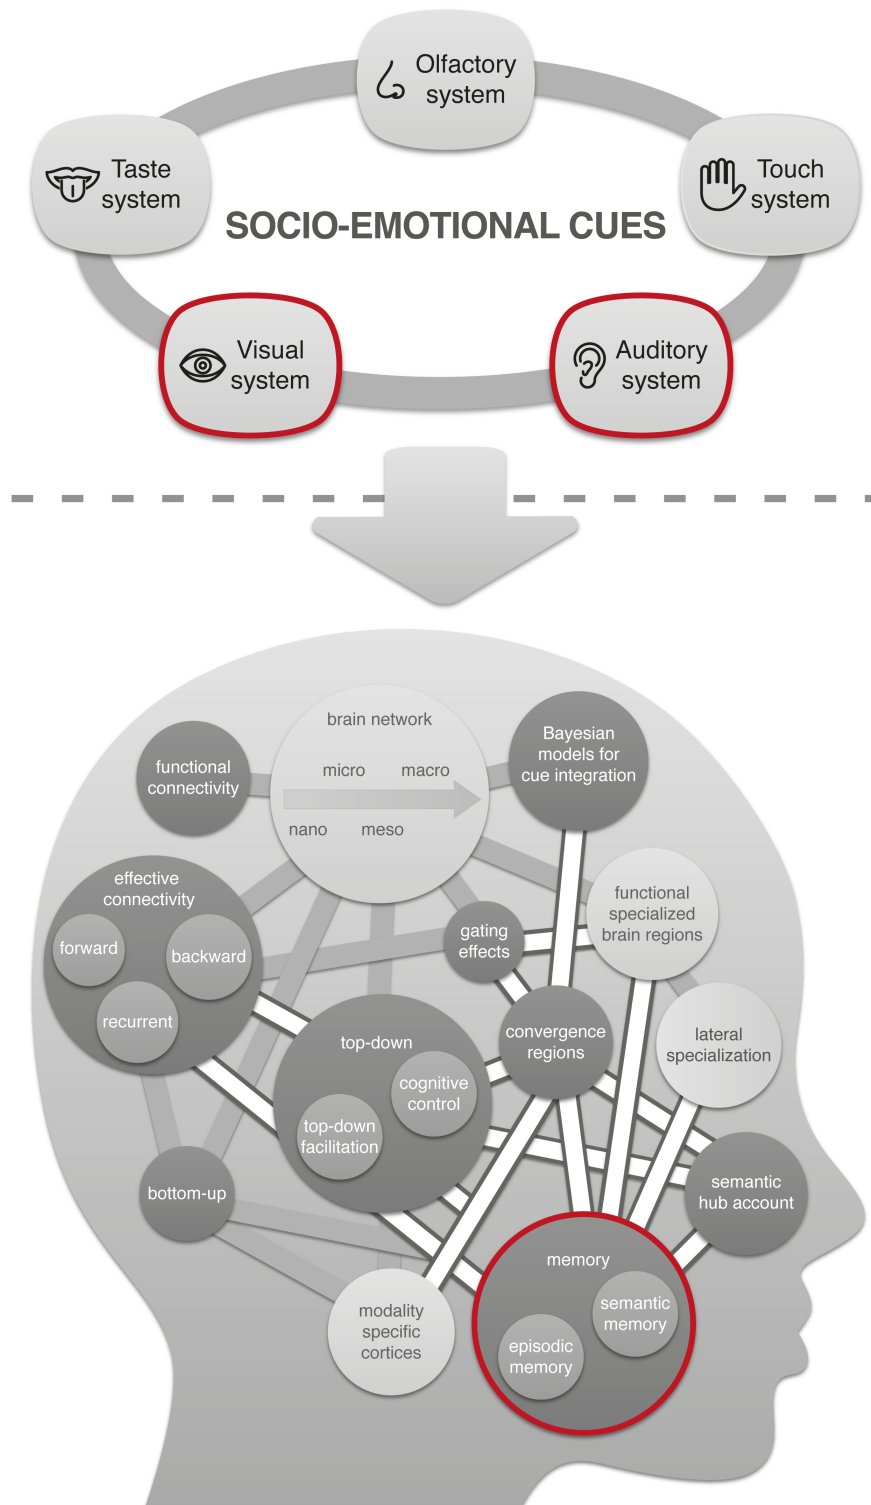 Olfactory
system
Taste
system
Touch
system
SOCIO-EMOTIONAL CUES
Visual
system
Auditory
system
brain network
micro
macro
nano
meso
functional
connectivity
Bayesian
models for
cue integration
effective
connectivity
forward
backward
recurrent
gating
effects
functional
specialized
brain regions
top-down
cognitive
control
top-down
facilitation
convergence
regions
lateral
specialization
bottom-up
semantic
hub account
modality
specific
cortices
memory
semantic
memory
episodic
memory